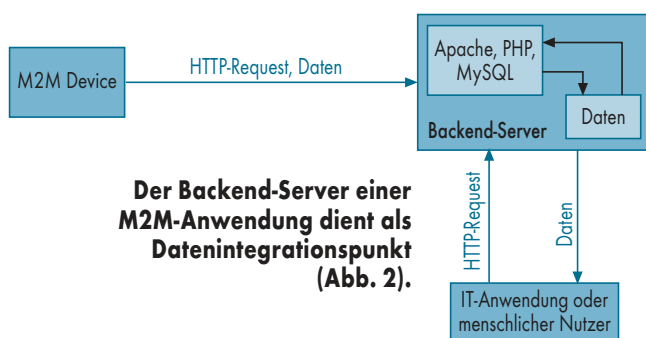 M2M Device
HTTP-Request, Daten
Apache, PHP,
MySQL
Daten
Backend-Server
Der Backend-Server einer
M2M-Anwendung dient als
Datenintegrationspunkt
(Abb. 2).
HTTP-Request
Daten
IT-Anwendung oder
menschlicher Nutzer